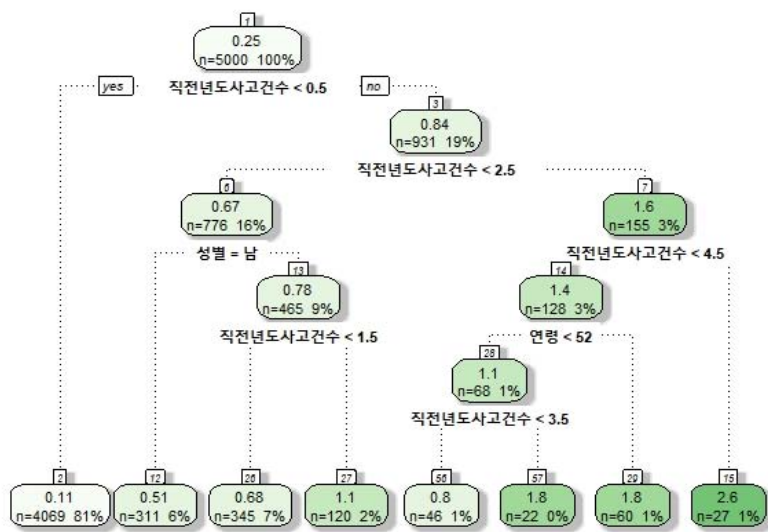 1
0.25
n=5000 100%
yes 직전년도사고건수 < 0.5 no
3
0.84
n=931 19%
직전년도사고건수 < 2.5
6
0.67
n=776 16%
성별 = 남
7
1.6
n=155 3%
직전년도사고건수 < 4.5
13
0.78
n=465 9%
직전년도사고건수 < 1.5
14
1.4
n=128 3%
연령 < 52
28
1.1
n=68 1%
직전년도사고건수 < 3.5
2
0.11
n=4069 81%
12
0.51
n=311 6%
26
0.68
n=345 7%
27
1.1
n=120 2%
56
0.8
n=46 1%
57
1.8
n=22 0%
29
1.8
n=60 1%
15
2.6
n=27 1%